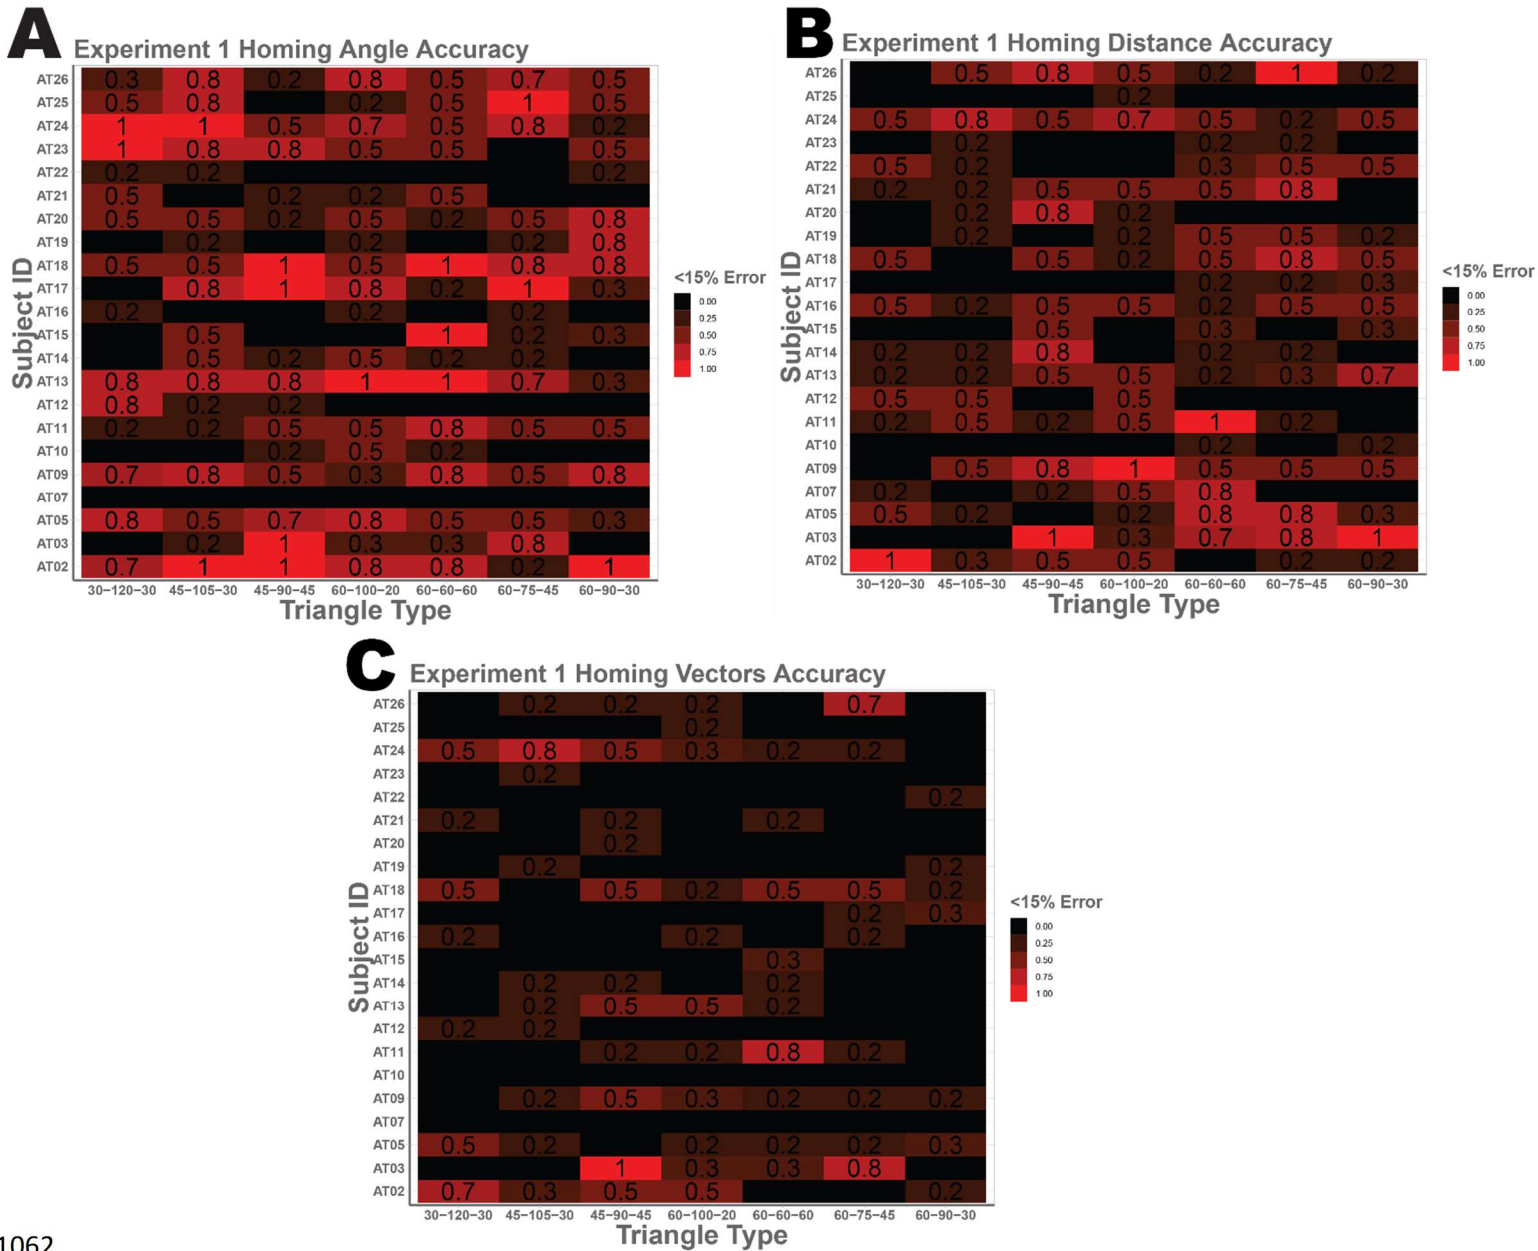 A Experiment 1 Homing Angle Accuracy
AT26 0.3 0.8 0.2 0.8 0.5 0.7 0.5
AT25 0.5 0.8 0.2 0.5 1 0.5
AT24 1 1 0.5 0.7 0.5 0.8 0.2
AT23 1 0.8 0.8 0.5 0.5 0.5
AT22 0.2 0.2 0.2
AT21 0.5 0.2 0.2 0.5
AT20 0.5 0.5 0.2 0.5 0.2 0.5 0.8
AT19 0.2 0.2 0.2 0.8
AT18 0.5 0.5 1 0.5 1 0.8 0.8
AT17 0.8 1 0.8 0.2 1 0.3
AT16 0.2 0.2 0.2
AT15 0.5 1 0.2 0.3
AT14 0.5 0.2 0.5 0.2 0.2
AT13 0.8 0.8 0.8 1 1 0.7 0.3
AT12 0.8 0.2 0.2
AT11 0.2 0.2 0.5 0.5 0.8 0.5 0.5
AT10 0.2 0.5 0.2
AT09 0.7 0.8 0.5 0.3 0.8 0.5 0.8
AT07
AT05 0.8 0.5 0.7 0.8 0.5 0.5 0.3
AT03 0.2 1 0.3 0.3 0.8
AT02 0.7 1 1 0.8 0.8 0.2 1
30−120−30 45−105−30 45−90−45 60−100−20 60−60−60 60−75−45 60−90−30
Triangle Type
Subject ID
<15% Error
0.00
0.25
0.50
0.75
1.00
B Experiment 1 Homing Distance Accuracy
AT26 0.5 0.8 0.5 0.2 1 0.2
AT25 0.2
AT24 0.5 0.8 0.5 0.7 0.5 0.2 0.5
AT23 0.2 0.2 0.2
AT22 0.5 0.2 0.3 0.5 0.5
AT21 0.2 0.2 0.5 0.5 0.5 0.8
AT20 0.2 0.8 0.2
AT19 0.2 0.2 0.5 0.5 0.2
AT18 0.5 0.5 0.2 0.5 0.8 0.5
AT17 0.2 0.2 0.3
AT16 0.5 0.2 0.5 0.5 0.2 0.5 0.5
AT15 0.5 0.3 0.3
AT14 0.2 0.2 0.8 0.2 0.2
AT13 0.2 0.2 0.5 0.5 0.2 0.3 0.7
AT12 0.5 0.5 0.5
AT11 0.2 0.5 0.2 0.5 1 0.2
AT10 0.2 0.2
AT09 0.5 0.8 1 0.5 0.5 0.5
AT07 0.2 0.2 0.5 0.8
AT05 0.5 0.2 0.2 0.8 0.8 0.3
AT03 1 0.3 0.7 0.8 1
AT02 1 0.3 0.5 0.5 0.2 0.2
30−120−30 45−105−30 45−90−45 60−100−20 60−60−60 60−75−45 60−90−30
Triangle Type
Subject ID
<15% Error
0.00
0.25
0.50
0.75
1.00
C Experiment 1 Homing Vectors Accuracy
AT26 0.2 0.2 0.2 0.7
AT25 0.2
AT24 0.5 0.8 0.5 0.3 0.2 0.2
AT23 0.2
AT22 0.2
AT21 0.2 0.2 0.2
AT20 0.2
AT19 0.2 0.2
AT18 0.5 0.5 0.2 0.5 0.5 0.2
AT17 0.2 0.3
AT16 0.2 0.2 0.2
AT15 0.3
AT14 0.2 0.2 0.2
AT13 0.2 0.5 0.5 0.2
AT12 0.2 0.2
AT11 0.2 0.2 0.8 0.2
AT10
AT09 0.2 0.5 0.3 0.2 0.2 0.2
AT07
AT05 0.5 0.2 0.2 0.2 0.2 0.3
AT03 1 0.3 0.3 0.8
AT02 0.7 0.3 0.5 0.5 0.2
30−120−30 45−105−30 45−90−45 60−100−20 60−60−60 60−75−45 60−90−30
Triangle Type
Subject ID
<15% Error
0.00
0.25
0.50
0.75
1.00
1062